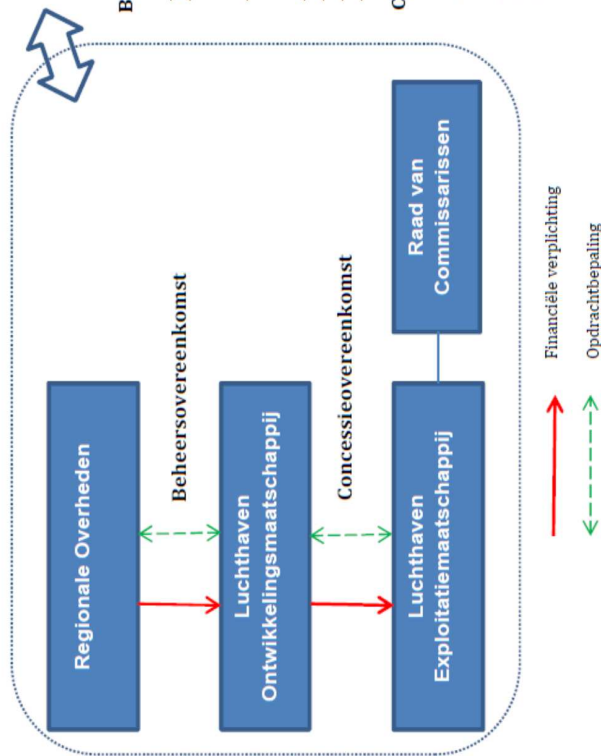 Regionale Overheden
Beheersovereenkomst
Luchthaven
Ontwikkelingsmaatschappij
Concessieovereenkomst
Luchthaven
Exploitatiemaatschappij
Raad van
Commissarissen
Financiële verplichting
Opdrachtbepaling
B